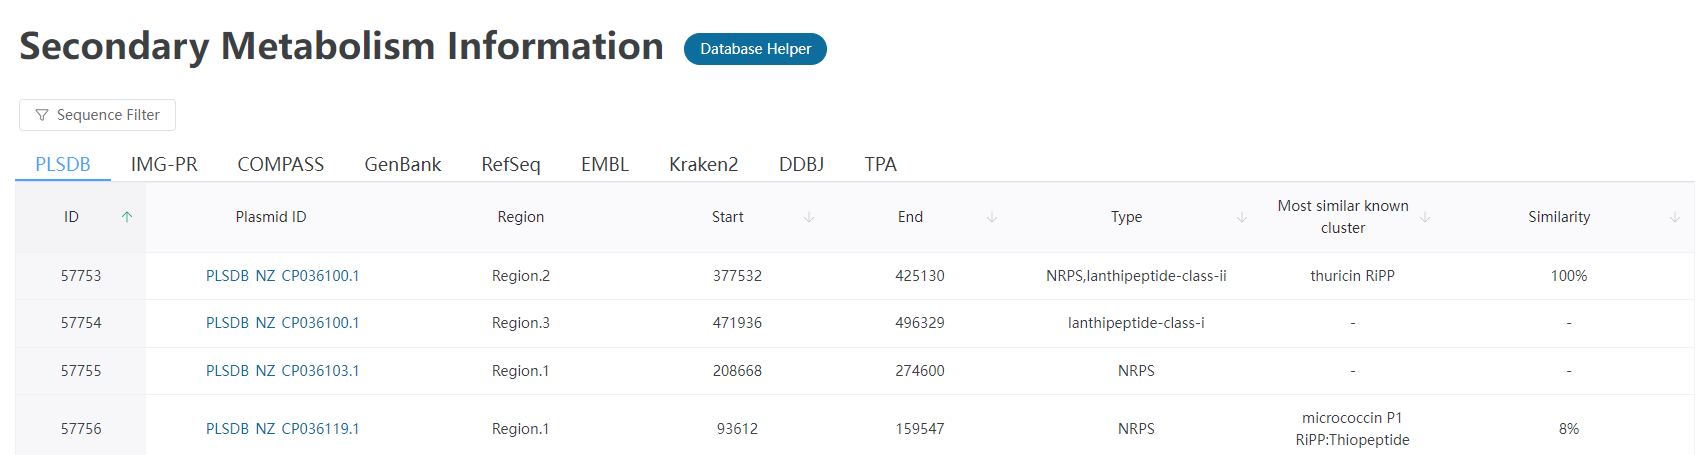 Secondary Metabolism Information Database Helper
Sequence Filter
PLSDB IMG-PR COMPASS GenBank RefSeq EMBL Kraken2 DDBJ TPA
ID Plasmid ID Region Start End Type Most similar known cluster Similarity
57753 PLSDB NZ CP036100.1 Region.2 377532 425130 NRPS,lanthipeptide-class-ii thuricin RiPP 100%
57754 PLSDB NZ CP036100.1 Region.3 471936 496329 lanthipeptide-class-i - -
57755 PLSDB NZ CP036103.1 Region.1 208668 274600 NRPS - -
57756 PLSDB NZ CP036119.1 Region.1 93612 159547 NRPS micrococcin P1 RiPP:Thiopeptide 8%